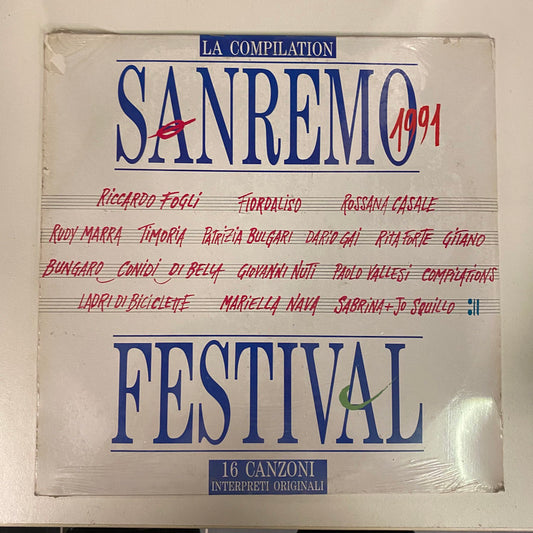 LA COMPILATION
SANREMO
1991
RICCARDO FOGLI FIORDALISO ROSSANA CASALE
RUDY MARRA TIMORIA PATRIZIA BULGARI DARIO GAI RITA FORTE GITANO
BUNGARO CONIDI DI BELLA GIOVANNI NUTI PAOLO VALLESI COMPILATIONS
LADRI DI BICICLETTE MARIELLA NAVA SABRINA + JO SQUILLO
FESTIVAL
16 CANZONI
INTERPRETI ORIGINALI